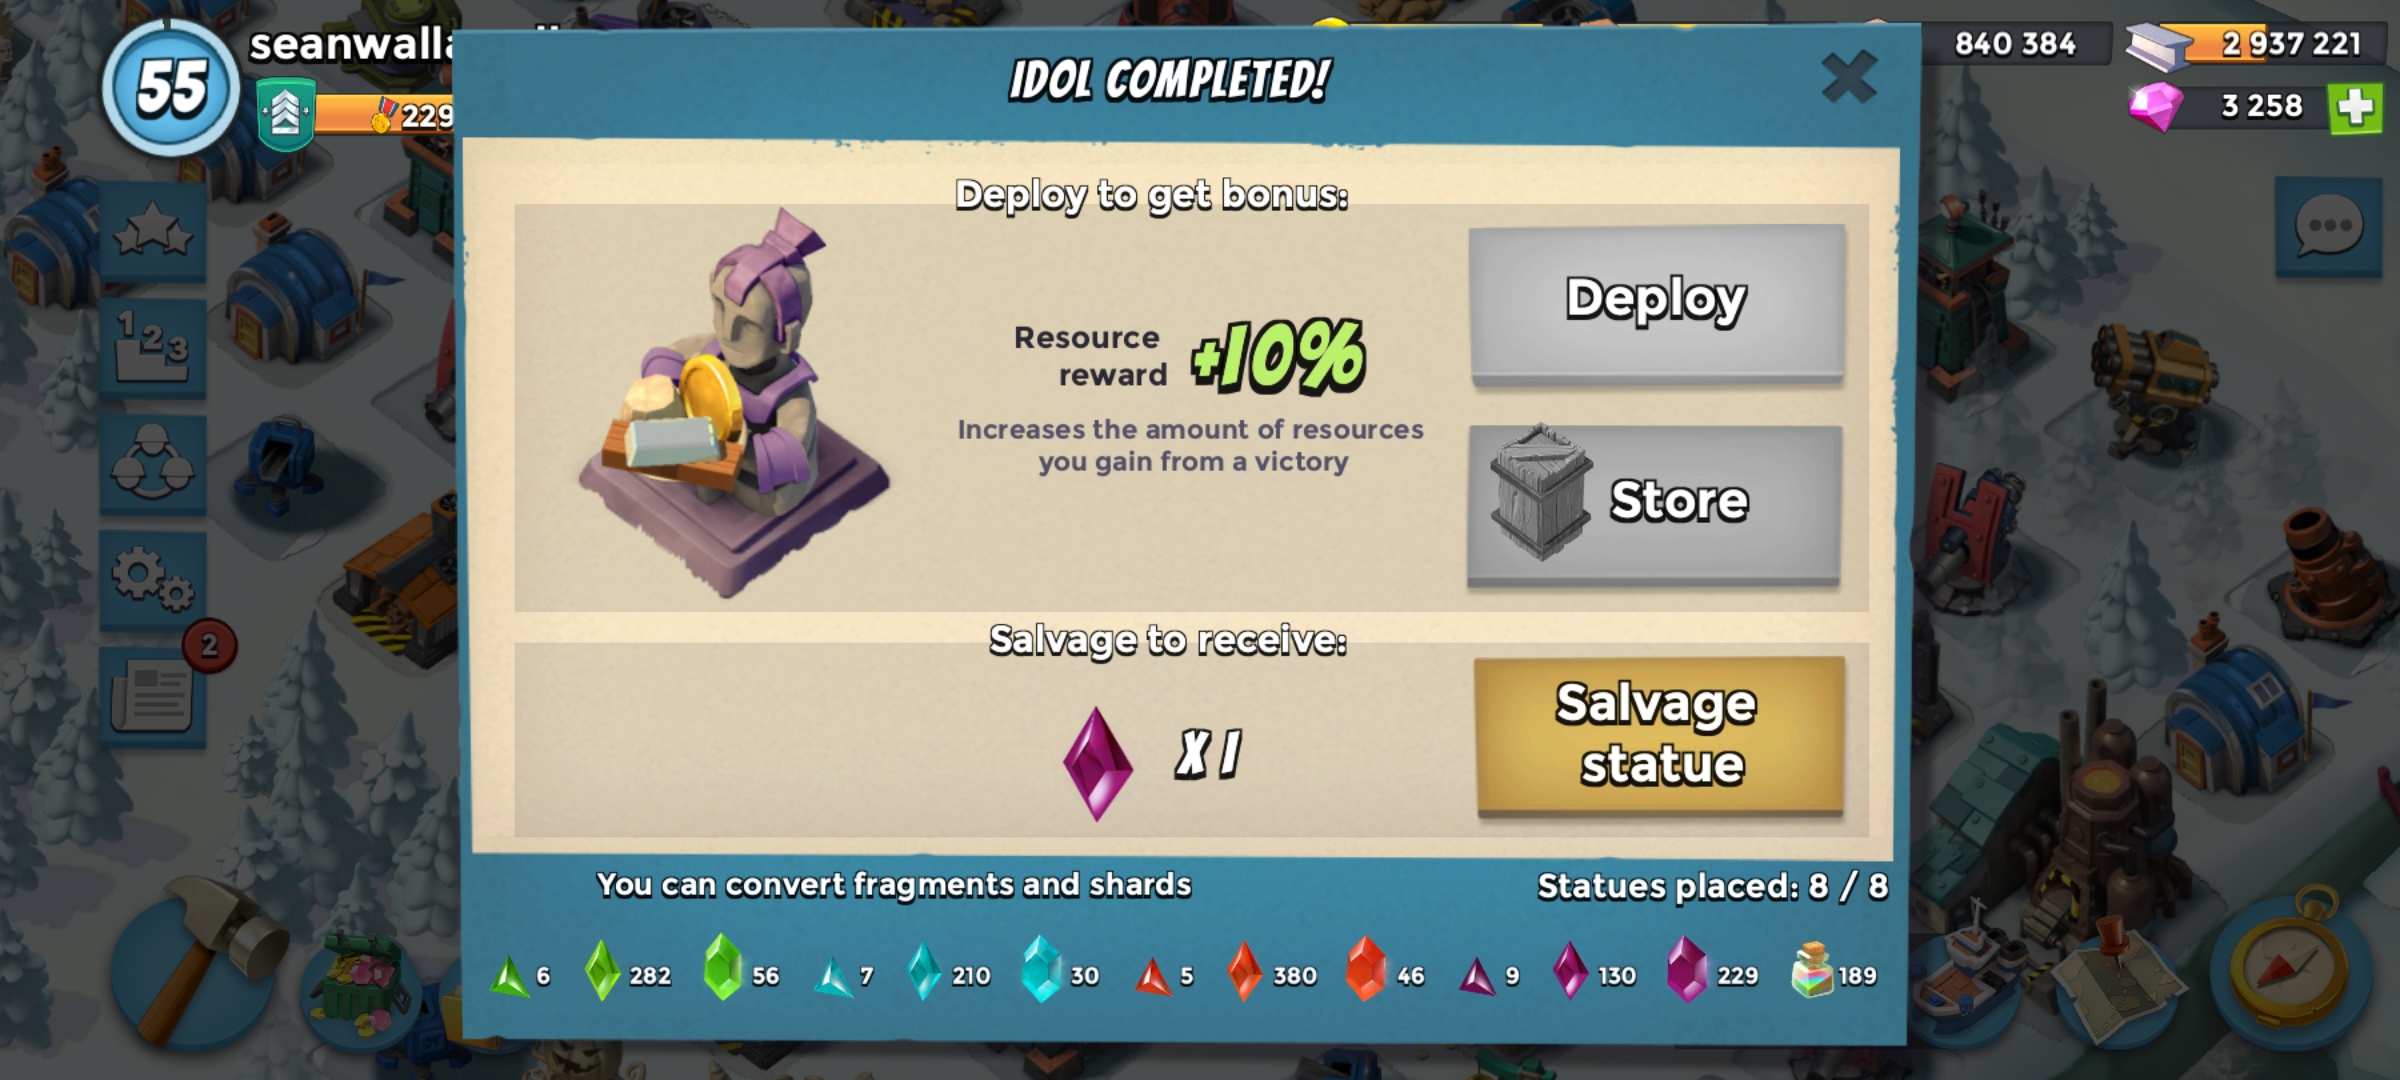 55
IDOL COMPLETED!
840 384
2 937 221
229
3 258
Deploy to get bonus:
Deploy
Resource
reward
+10%
Increases the amount of resources
you gain from a victory
Store
1 2 3
2
Salvage to receive:
X 1
Salvage
statue
You can convert fragments and shards
Statues placed: 8 / 8
6 282 56 7 210 30 5 380 46 9 130 229 189